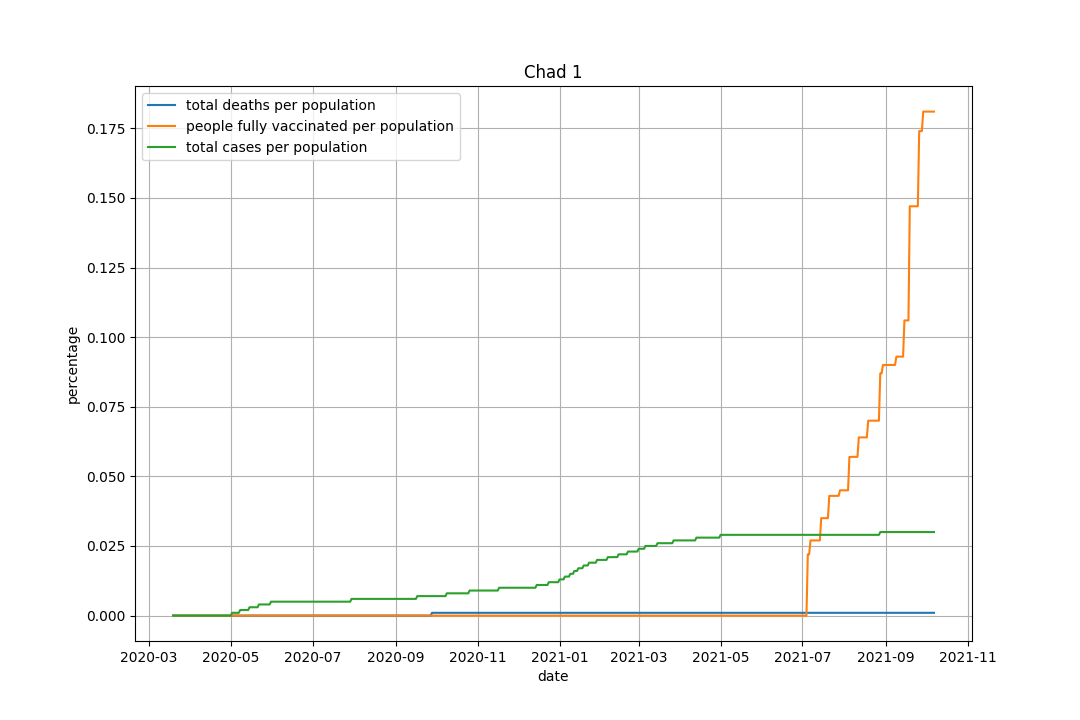 Chad 1
total deaths per population
people fully vaccinated per population
total cases per population
percentage
0.175
0.150
0.125
0.100
0.075
0.050
0.025
0.000
2020-03 2020-05 2020-07 2020-09 2020-11 2021-01 2021-03 2021-05 2021-07 2021-09 2021-11
date